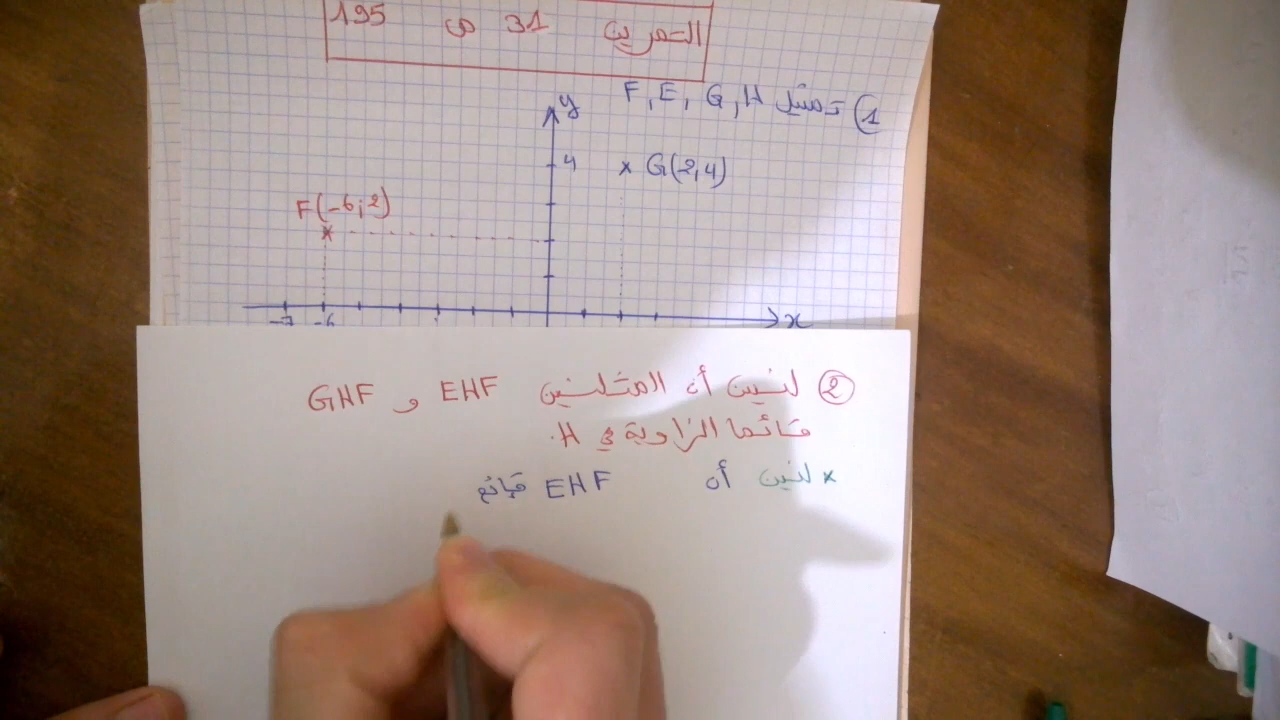 التمرين 31 ص 195
1) تمثيل F, E, G, H
y
4
G(2,4)
F(-6;2)
-7 -6
x
② لنبين أن المثلثين EHF و GHF
قائما الزاوية في H.
* لنبين أن EHF قائم